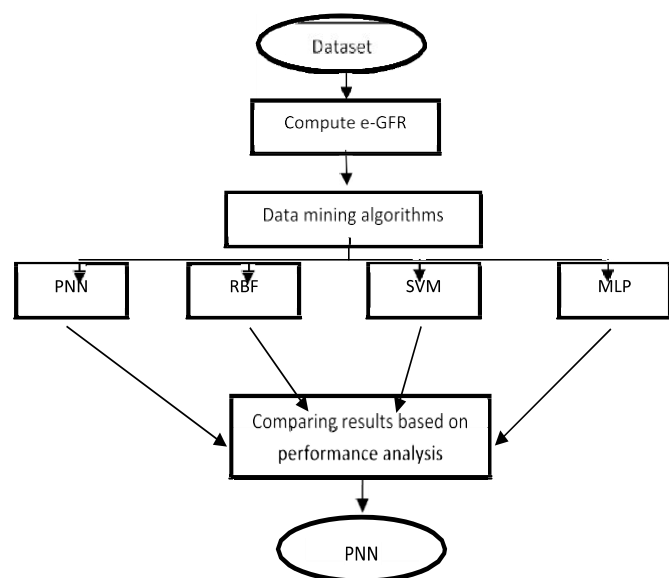 Dataset
Compute e-GFR
Data mining algorithms
PNN
RBF
SVM
MLP
Comparing results based on
performance analysis
PNN